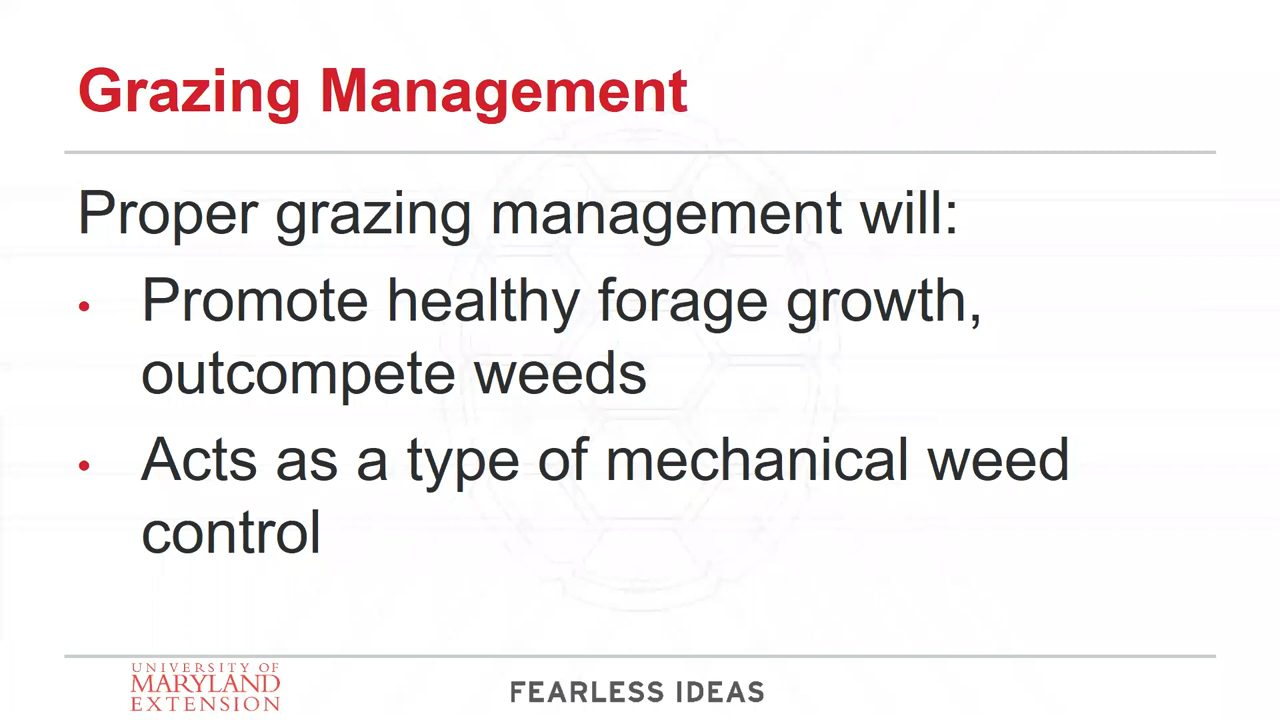 Grazing Management
Proper grazing management will:
• Promote healthy forage growth,
outcompete weeds
• Acts as a type of mechanical weed
control
UNIVERSITY OF
MARYLAND
EXTENSION
FEARLESS IDEAS